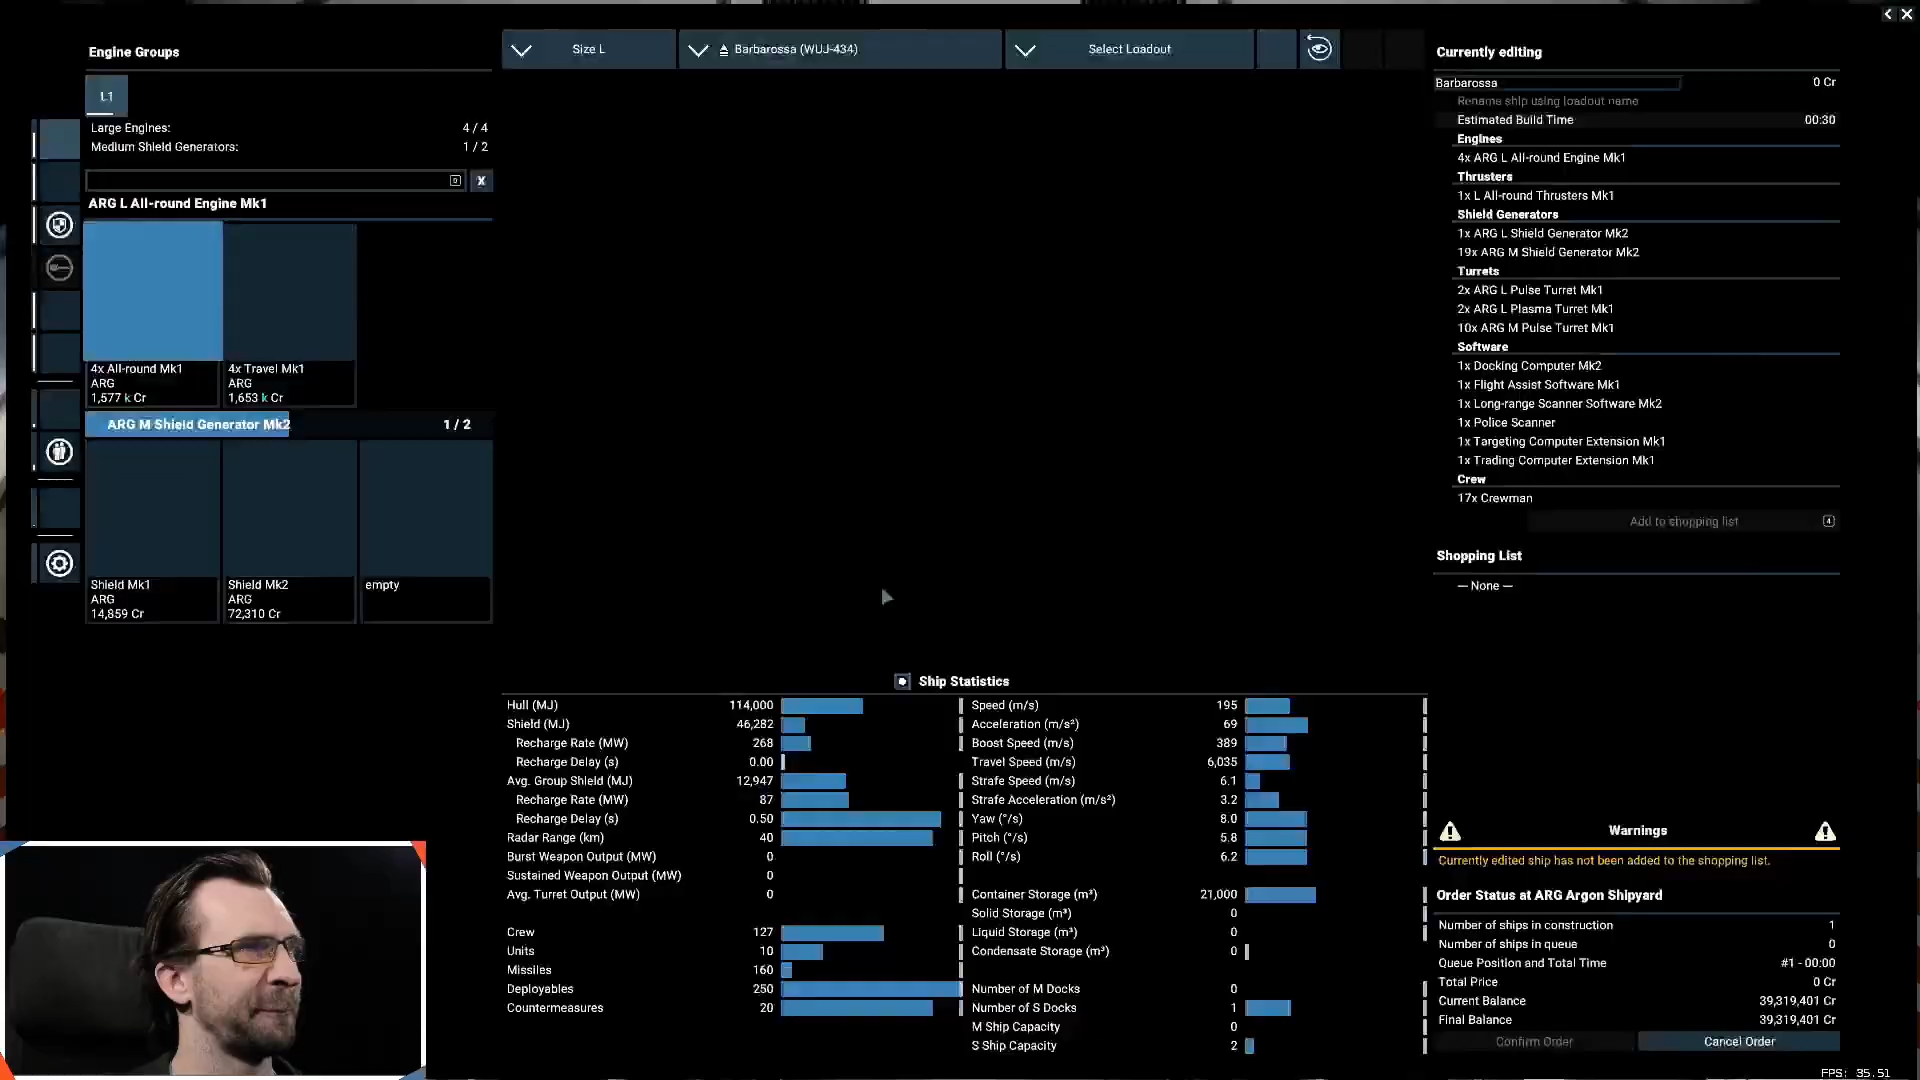 Engine Groups
L1
Large Engines: 4 / 4
Medium Shield Generators: 1 / 2
X
ARG L All-round Engine Mk1
4x All-round Mk1
ARG
1,577 k Cr
4x Travel Mk1
ARG
1,653 k Cr
ARG M Shield Generator Mk2 1 / 2
Shield Mk1
ARG
14,859 Cr
Shield Mk2
ARG
72,310 Cr
empty
Size L
Barbarossa (WUJ-434)
Select Loadout
Ship Statistics
Hull (MJ) 114,000
Shield (MJ) 46,282
Recharge Rate (MW) 268
Recharge Delay (s) 0.00
Avg. Group Shield (MJ) 12,947
Recharge Rate (MW) 87
Recharge Delay (s) 0.50
Radar Range (km) 40
Burst Weapon Output (MW) 0
Sustained Weapon Output (MW) 0
Avg. Turret Output (MW) 0
Crew 127
Units 10
Missiles 160
Deployables 250
Countermeasures 20
Speed (m/s) 195
Acceleration (m/s²) 69
Boost Speed (m/s) 389
Travel Speed (m/s) 6,035
Strafe Speed (m/s) 6.1
Strafe Acceleration (m/s²) 3.2
Yaw (°/s) 8.0
Pitch (°/s) 5.8
Roll (°/s) 6.2
Container Storage (m³) 21,000
Solid Storage (m³) 0
Liquid Storage (m³) 0
Condensate Storage (m³) 0
Number of M Docks 0
Number of S Docks 1
M Ship Capacity 0
S Ship Capacity 2
Currently editing
Barbarossa 0 Cr
Rename ship using loadout name
Estimated Build Time 00:30
Engines
4x ARG L All-round Engine Mk1
Thrusters
1x L All-round Thrusters Mk1
Shield Generators
1x ARG L Shield Generator Mk2
19x ARG M Shield Generator Mk2
Turrets
2x ARG L Pulse Turret Mk1
2x ARG L Plasma Turret Mk1
10x ARG M Pulse Turret Mk1
Software
1x Docking Computer Mk2
1x Flight Assist Software Mk1
1x Long-range Scanner Software Mk2
1x Police Scanner
1x Targeting Computer Extension Mk1
1x Trading Computer Extension Mk1
Crew
17x Crewman
Add to shopping list 4
Shopping List
— None —
Warnings
Currently edited ship has not been added to the shopping list.
Order Status at ARG Argon Shipyard
Number of ships in construction 1
Number of ships in queue 0
Queue Position and Total Time #1 - 00:00
Total Price 0 Cr
Current Balance 39,319,401 Cr
Final Balance 39,319,401 Cr
Confirm Order
Cancel Order
FPS: 35.51